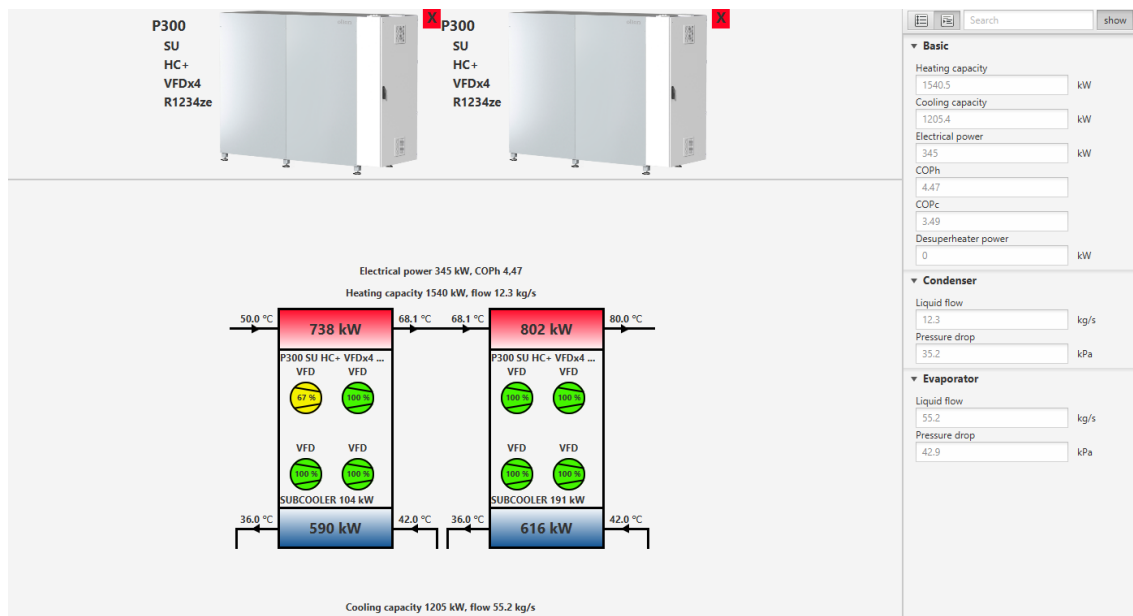 P300
SU
HC+
VFDx4
R1234ze
X
P300
SU
HC+
VFDx4
R1234ze
X
Electrical power 345 kW, COPh 4,47
Heating capacity 1540 kW, flow 12.3 kg/s
50.0 °C
738 kW
68.1 °C
68.1 °C
802 kW
80.0 °C
P300 SU HC+ VFDx4 ...
P300 SU HC+ VFDx4 ...
VFD VFD VFD VFD
67 % 100 % 100 % 100 %
VFD VFD VFD VFD
100 % 100 % 100 % 100 %
SUBCOOLER 104 kW
SUBCOOLER 191 kW
36.0 °C
590 kW
42.0 °C
36.0 °C
616 kW
42.0 °C
Cooling capacity 1205 kW, flow 55.2 kg/s
Search
show
Basic
Heating capacity
1540.5 kW
Cooling capacity
1205.4 kW
Electrical power
345 kW
COPh
4.47
COPc
3.49
Desuperheater power
0 kW
Condenser
Liquid flow
12.3 kg/s
Pressure drop
35.2 kPa
Evaporator
Liquid flow
55.2 kg/s
Pressure drop
42.9 kPa